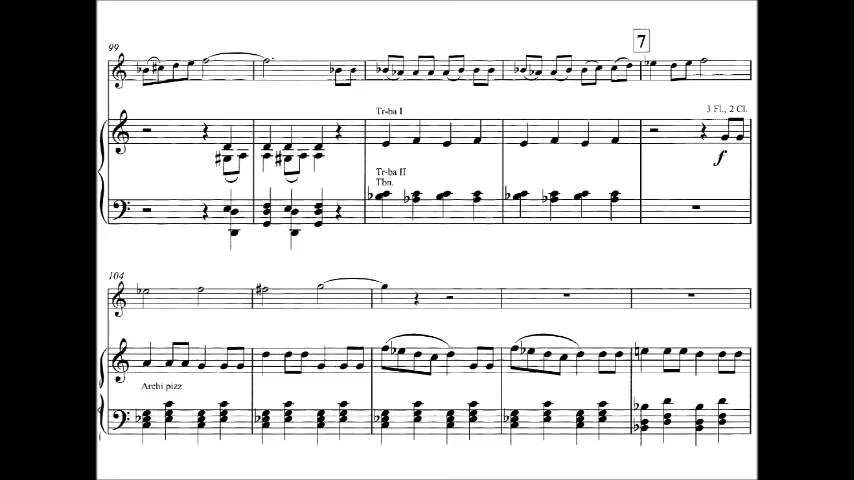 99
7
Tr-ba I
3 Fl., 2 Cl.
f
Tr-ba II
Tbn.
104
Archi pizz.